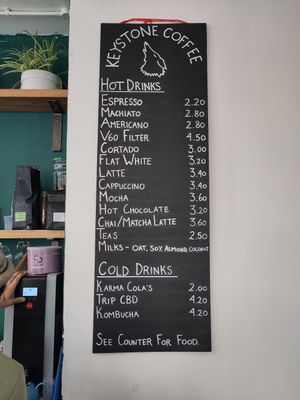 KEYSTONE COFFEE
HOT DRINKS
ESPRESSO 2.20
MACHIATO 2.80
AMERICANO 2.80
V60 FILTER 4.50
CORTADO 3.00
FLAT WHITE 3.20
LATTE 3.40
CAPPUCCINO 3.40
MOCHA 3.60
HOT CHOCOLATE 3.20
CHAI/MATCHA LATTE 3.60
TEAS 2.50
MILKS - OAT, SOY, ALMOND, COCONUT
COLD DRINKS
KARMA COLA'S 2.00
TRIP CBD 4.20
KOMBUCHA 4.20
SEE COUNTER FOR FOOD.